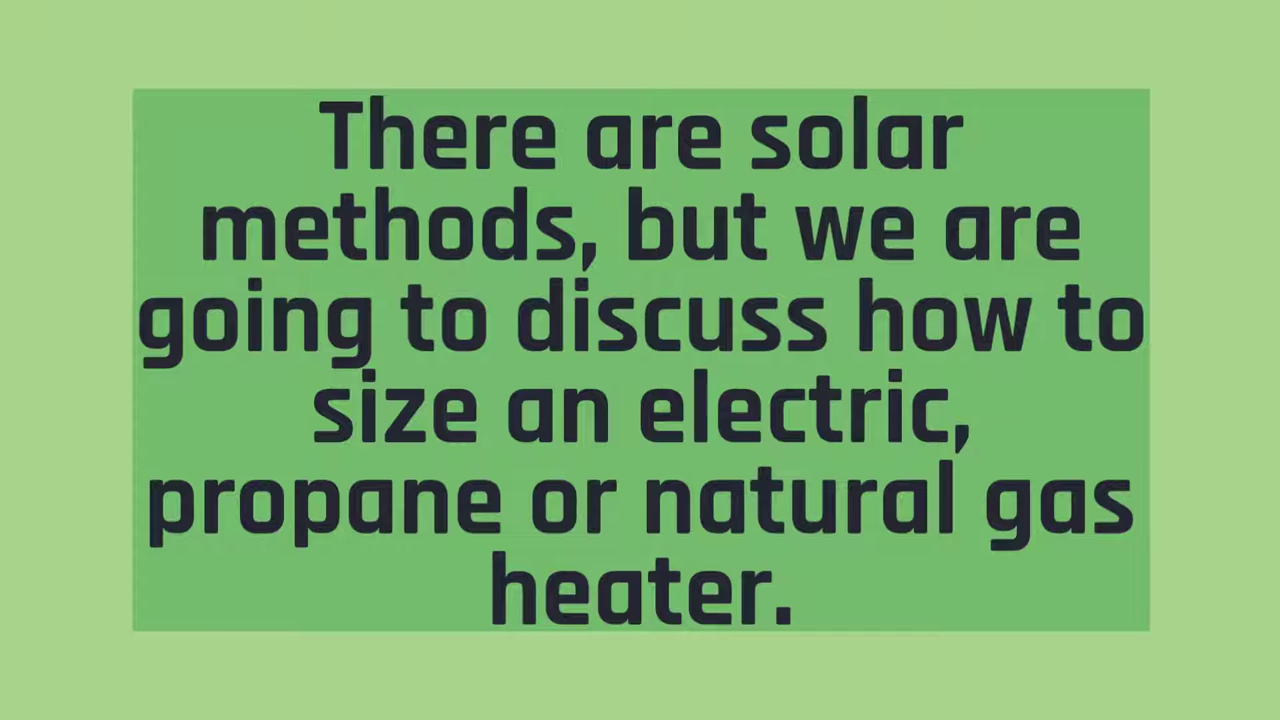 There are solar
methods, but we are
going to discuss how to
size an electric,
propane or natural gas
heater.